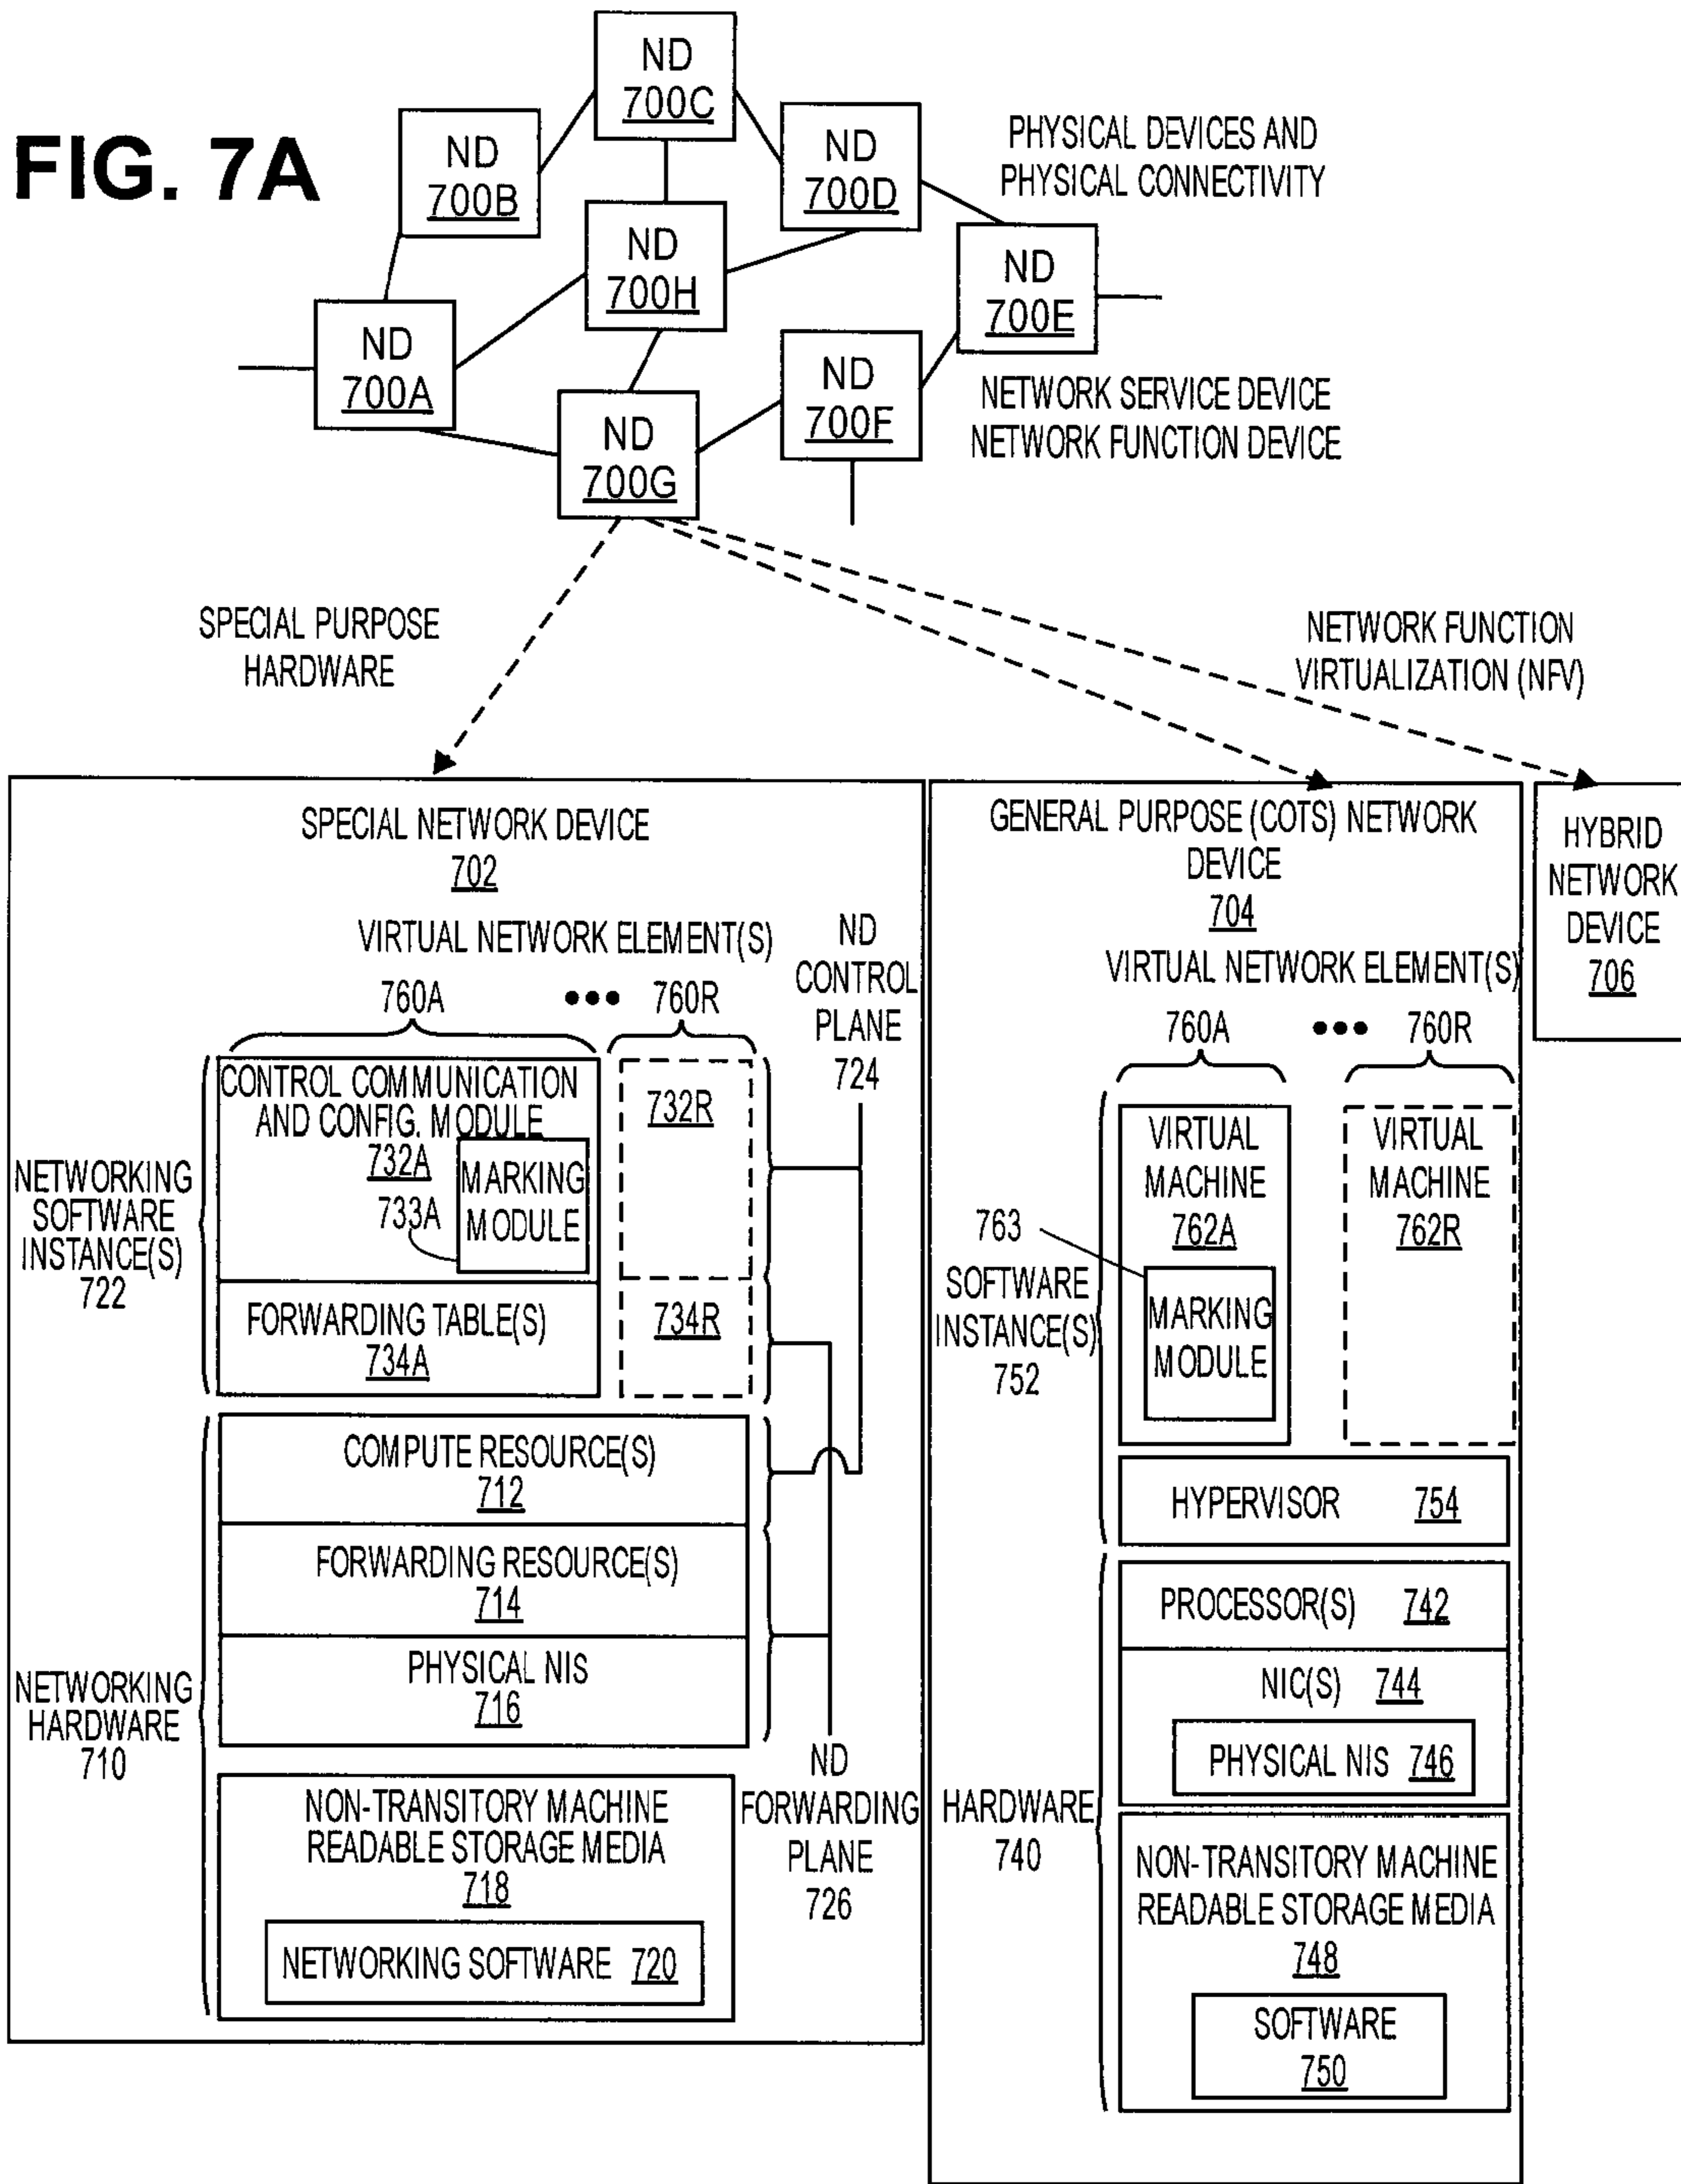 FIG. 7A
ND
700C
ND
700B
ND
700D
PHYSICAL DEVICES AND
PHYSICAL CONNECTIVITY
ND
700H
ND
700E
ND
700A
ND
700F
NETWORK SERVICE DEVICE
NETWORK FUNCTION DEVICE
ND
700G
SPECIAL PURPOSE
HARDWARE
NETWORK FUNCTION
VIRTUALIZATION (NFV)
SPECIAL NETWORK DEVICE
702
VIRTUAL NETWORK ELEMENT(S)
760A
●●●
760R
ND
CONTROL
PLANE
724
NETWORKING
SOFTWARE
INSTANCE(S)
722
CONTROL COMMUNICATION
AND CONFIG. MODULE
732A
733A
MARKING
MODULE
732R
FORWARDING TABLE(S)
734A
734R
NETWORKING
HARDWARE
710
COMPUTE RESOURCE(S)
712
FORWARDING RESOURCE(S)
714
PHYSICAL NIS
716
ND
FORWARDING
PLANE
726
NON-TRANSITORY MACHINE
READABLE STORAGE MEDIA
718
NETWORKING SOFTWARE 720
GENERAL PURPOSE (COTS) NETWORK
DEVICE
704
VIRTUAL NETWORK ELEMENT(S)
760A
●●●
760R
763
SOFTWARE
INSTANCE(S)
752
VIRTUAL
MACHINE
762A
MARKING
MODULE
VIRTUAL
MACHINE
762R
HYPERVISOR 754
HARDWARE
740
PROCESSOR(S) 742
NIC(S) 744
PHYSICAL NIS 746
NON-TRANSITORY MACHINE
READABLE STORAGE MEDIA
748
SOFTWARE
750
HYBRID
NETWORK
DEVICE
706